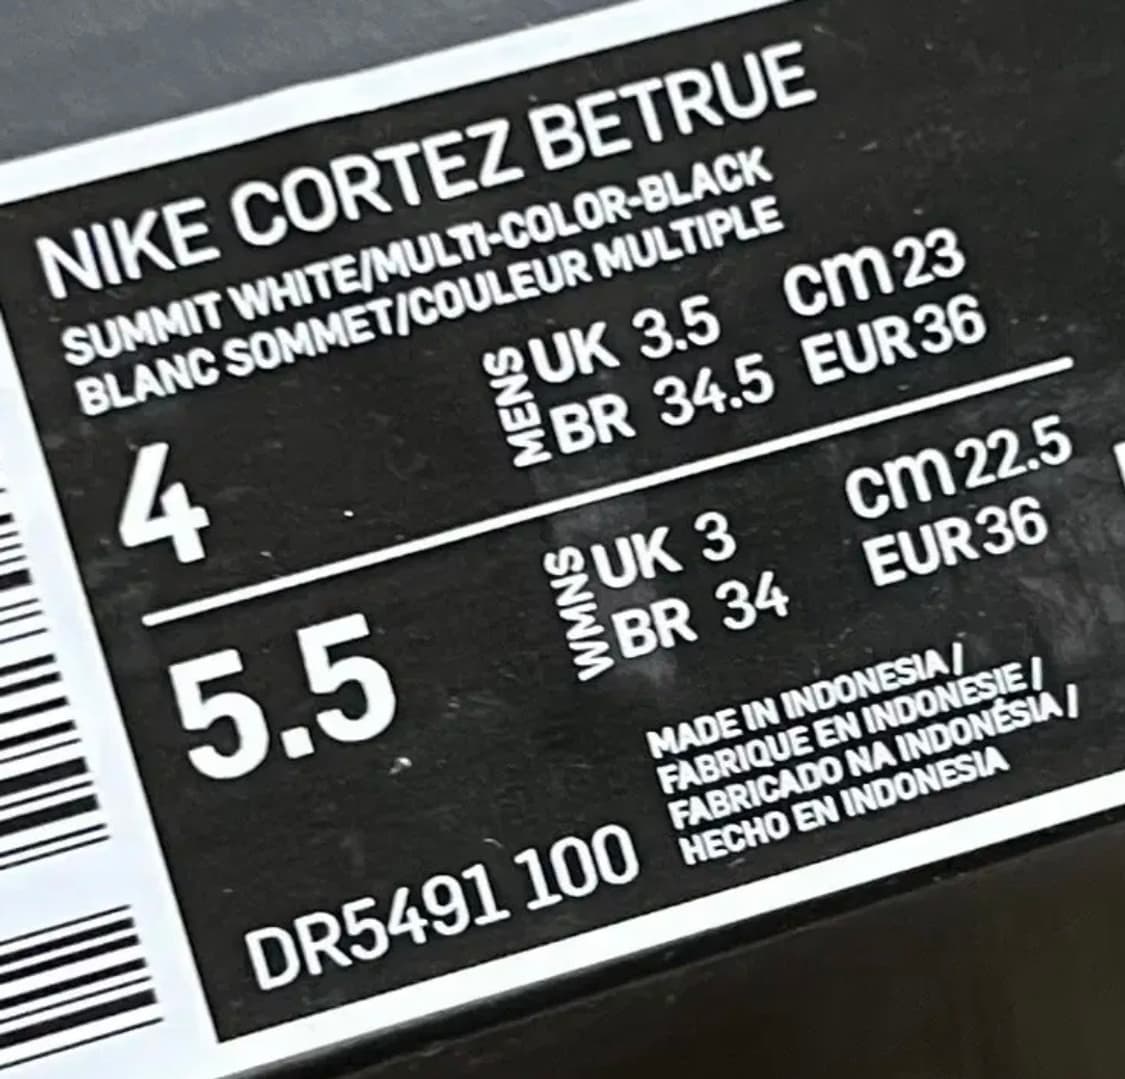 NIKE CORTEZ BETRUE
SUMMIT WHITE/MULTI-COLOR-BLACK
BLANC SOMMET/COULEUR MULTIPLE
4
MENS
UK 3.5 cm 23
BR 34.5 EUR 36
5.5
WMNS
UK 3 cm 22.5
BR 34 EUR 36
MADE IN INDONESIA /
FABRIQUE EN INDONESIE /
FABRICADO NA INDONÉSIA /
HECHO EN INDONESIA
DR5491 100